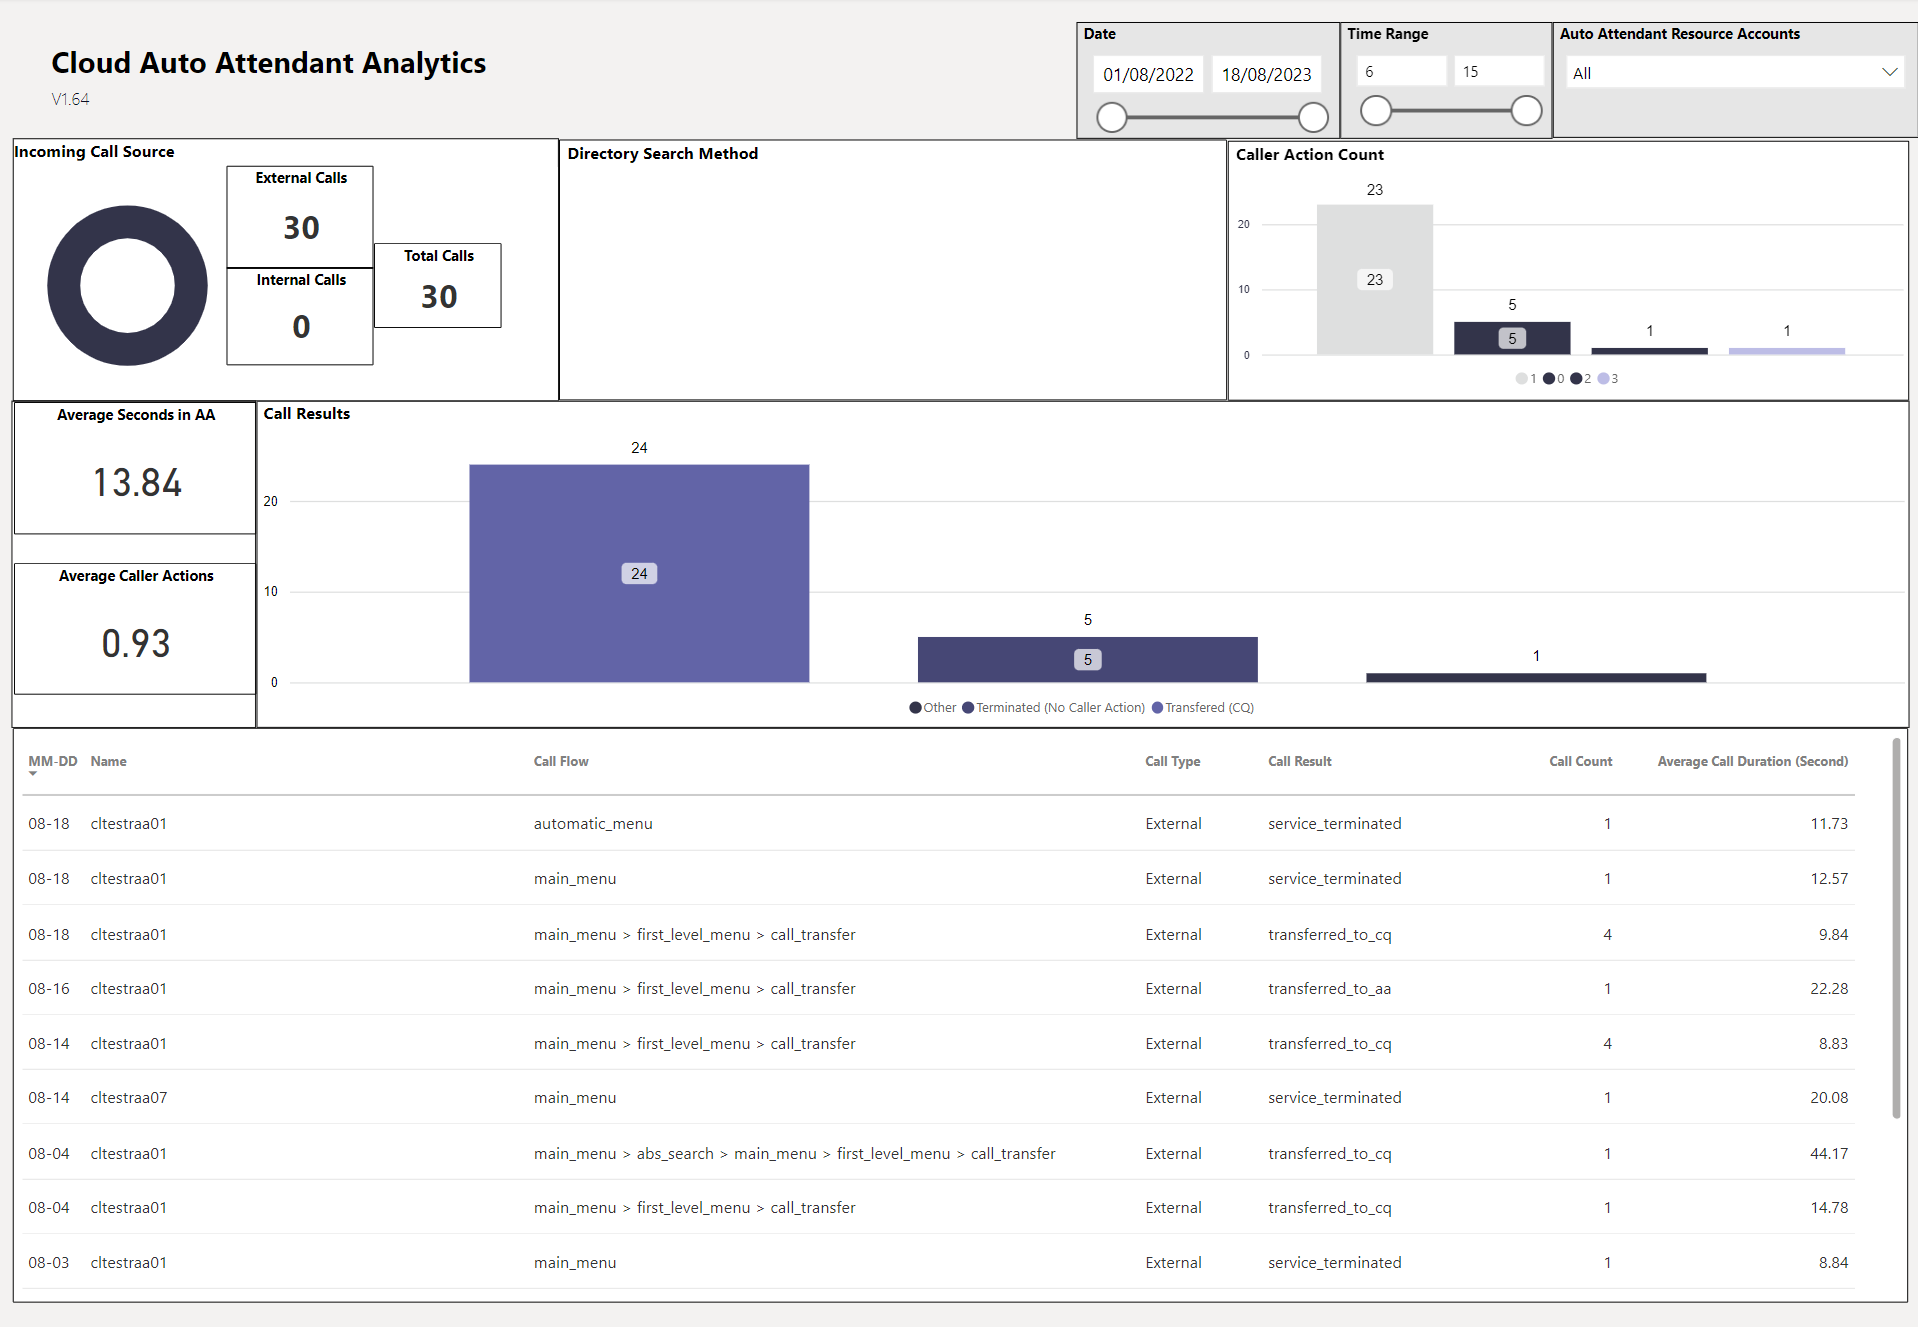 Cloud Auto Attendant Analytics
V1.64
Date
01/08/2022 18/08/2023
Time Range
6 15
Auto Attendant Resource Accounts
All
Incoming Call Source
External Calls
30
Internal Calls
0
Total Calls
30
Directory Search Method
Caller Action Count
23
20
23
10
5
5
1
1
0
1 0 2 3
Average Seconds in AA
13.84
Average Caller Actions
0.93
Call Results
24
20
24
10
5
5
1
0
Other Terminated (No Caller Action) Transfered (CQ)
MM-DD Name Call Flow Call Type Call Result Call Count Average Call Duration (Second)
08-18 cltestraa01 automatic_menu External service_terminated 1 11.73
08-18 cltestraa01 main_menu External service_terminated 1 12.57
08-18 cltestraa01 main_menu > first_level_menu > call_transfer External transferred_to_cq 4 9.84
08-16 cltestraa01 main_menu > first_level_menu > call_transfer External transferred_to_aa 1 22.28
08-14 cltestraa01 main_menu > first_level_menu > call_transfer External transferred_to_cq 4 8.83
08-14 cltestraa07 main_menu External service_terminated 1 20.08
08-04 cltestraa01 main_menu > abs_search > main_menu > first_level_menu > call_transfer External transferred_to_cq 1 44.17
08-04 cltestraa01 main_menu > first_level_menu > call_transfer External transferred_to_cq 1 14.78
08-03 cltestraa01 main_menu External service_terminated 1 8.84